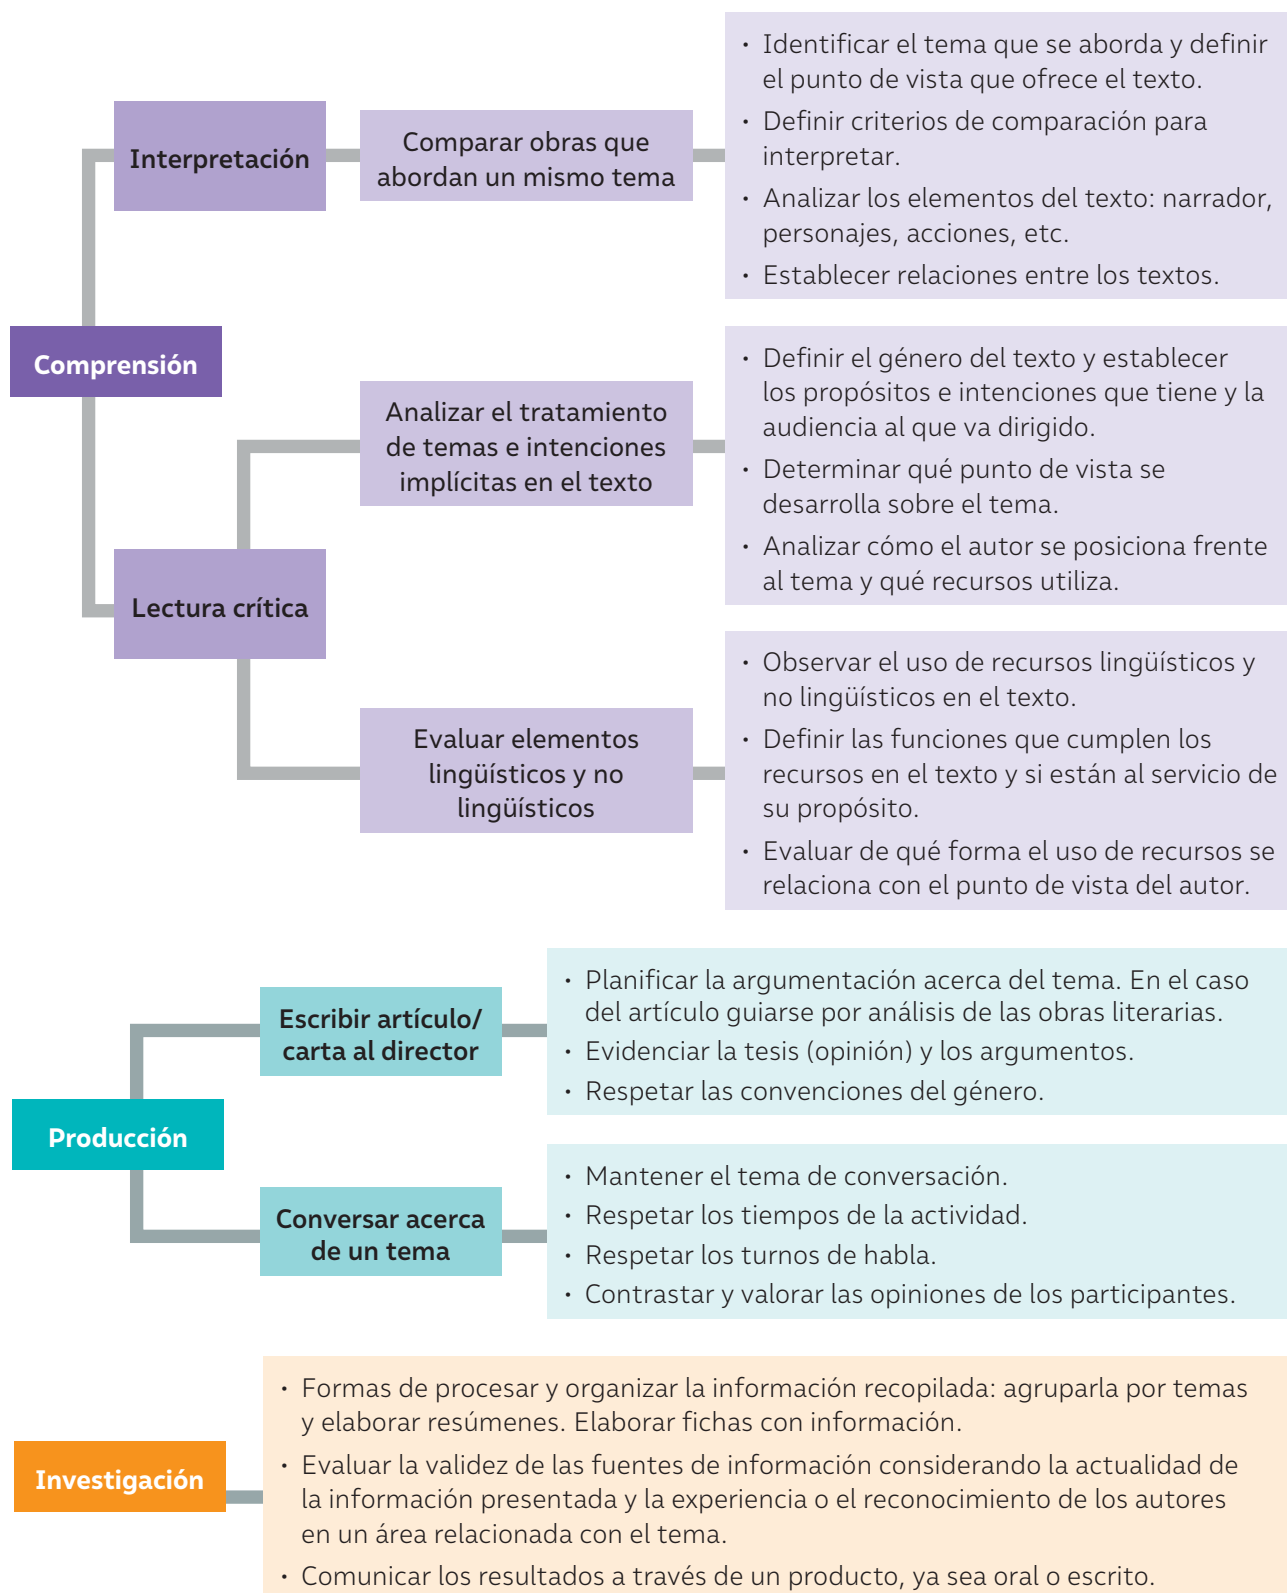 Comprensión
Interpretación
Comparar obras que
abordan un mismo tema
• Identificar el tema que se aborda y definir
el punto de vista que ofrece el texto.
• Definir criterios de comparación para
interpretar.
• Analizar los elementos del texto: narrador,
personajes, acciones, etc.
• Establecer relaciones entre los textos.
Lectura crítica
Analizar el tratamiento
de temas e intenciones
implícitas en el texto
• Definir el género del texto y establecer
los propósitos e intenciones que tiene y la
audiencia al que va dirigido.
• Determinar qué punto de vista se
desarrolla sobre el tema.
• Analizar cómo el autor se posiciona frente
al tema y qué recursos utiliza.
Evaluar elementos
lingüísticos y no
lingüísticos
• Observar el uso de recursos lingüísticos y
no lingüísticos en el texto.
• Definir las funciones que cumplen los
recursos en el texto y si están al servicio de
su propósito.
• Evaluar de qué forma el uso de recursos se
relaciona con el punto de vista del autor.
Producción
Escribir artículo/
carta al director
• Planificar la argumentación acerca del tema. En el caso
del artículo guiarse por análisis de las obras literarias.
• Evidenciar la tesis (opinión) y los argumentos.
• Respetar las convenciones del género.
Conversar acerca
de un tema
• Mantener el tema de conversación.
• Respetar los tiempos de la actividad.
• Respetar los turnos de habla.
• Contrastar y valorar las opiniones de los participantes.
Investigación
• Formas de procesar y organizar la información recopilada: agruparla por temas
y elaborar resúmenes. Elaborar fichas con información.
• Evaluar la validez de las fuentes de información considerando la actualidad de
la información presentada y la experiencia o el reconocimiento de los autores
en un área relacionada con el tema.
• Comunicar los resultados a través de un producto, ya sea oral o escrito.